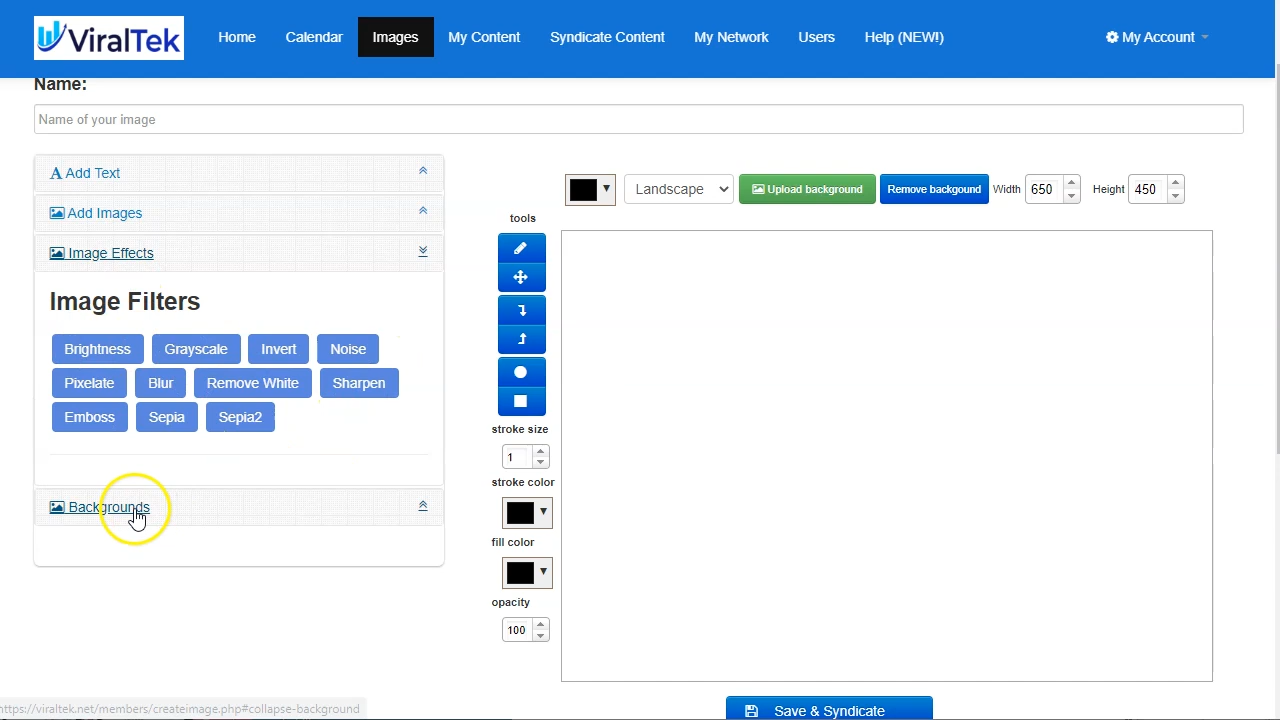 ViralTek
Home Calendar Images My Content Syndicate Content My Network Users Help (NEW!) My Account
Name:
Name of your image
Add Text
Add Images
Image Effects
Image Filters
Brightness Grayscale Invert Noise
Pixelate Blur Remove White Sharpen
Emboss Sepia Sepia2
Backgrounds
Landscape Upload background Remove backgound Width 650 Height 450
tools
stroke size
1
stroke color
fill color
opacity
100
Save & Syndicate
https://viraltek.net/members/createimage.php#collapse-background